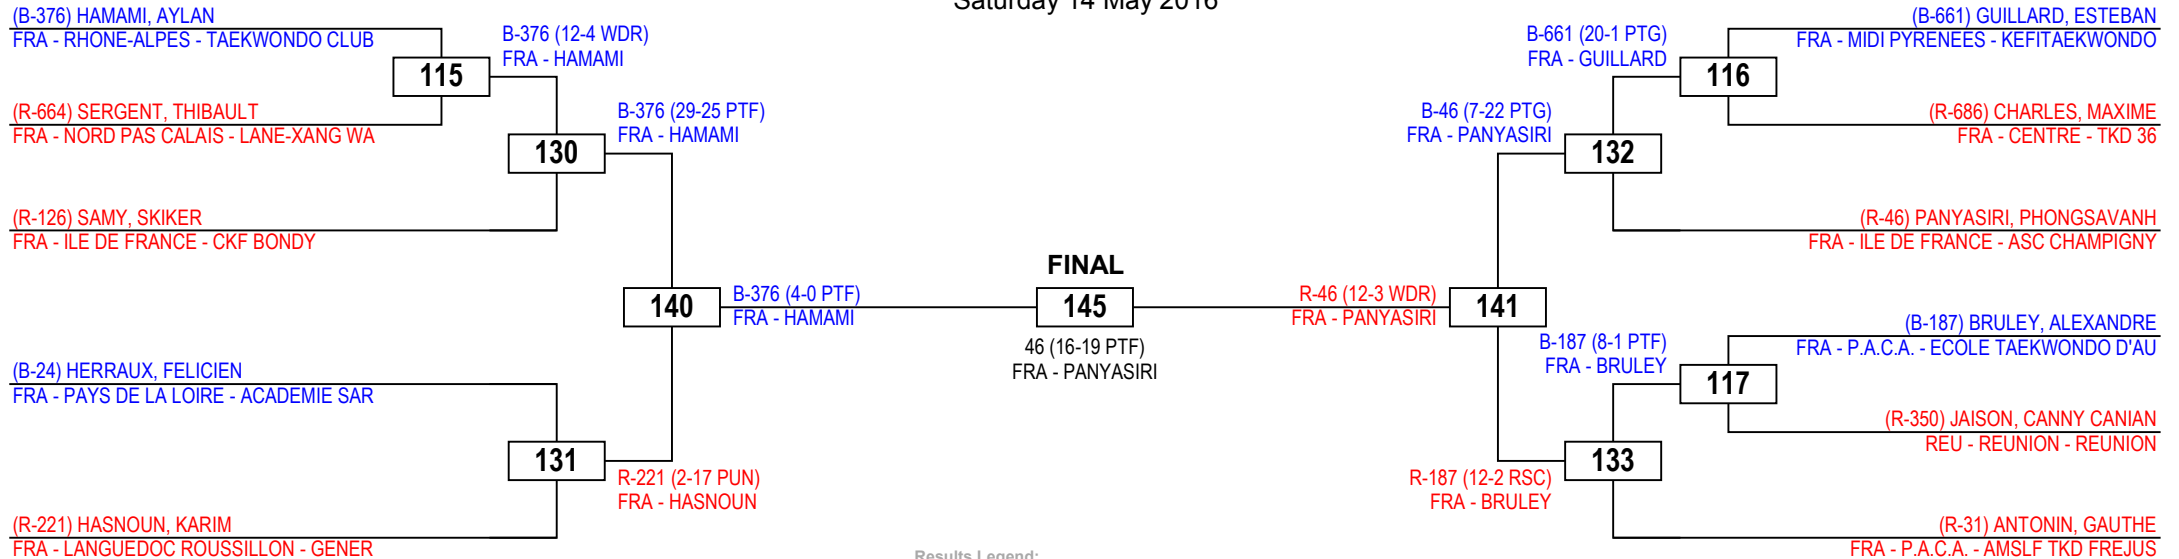 Saturday 14 May 2016
(B-376) HAMAMI, AYLAN
FRA - RHONE-ALPES - TAEKWONDO CLUB
115
(R-664) SERGENT, THIBAULT
FRA - NORD PAS CALAIS - LANE-XANG WA
B-376 (12-4 WDR)
FRA - HAMAMI
130
(R-126) SAMY, SKIKER
FRA - ILE DE FRANCE - CKF BONDY
B-376 (29-25 PTF)
FRA - HAMAMI
140
B-376 (4-0 PTF)
FRA - HAMAMI
(B-24) HERRAUX, FELICIEN
FRA - PAYS DE LA LOIRE - ACADEMIE SAR
131
R-221 (2-17 PUN)
FRA - HASNOUN
(R-221) HASNOUN, KARIM
FRA - LANGUEDOC ROUSSILLON - GENER
FINAL
145
46 (16-19 PTF)
FRA - PANYASIRI
(B-661) GUILLARD, ESTEBAN
FRA - MIDI PYRENEES - KEFITAEKWONDO
B-661 (20-1 PTG)
FRA - GUILLARD
116
(R-686) CHARLES, MAXIME
FRA - CENTRE - TKD 36
B-46 (7-22 PTG)
FRA - PANYASIRI
132
(R-46) PANYASIRI, PHONGSAVANH
FRA - ILE DE FRANCE - ASC CHAMPIGNY
R-46 (12-3 WDR)
FRA - PANYASIRI
141
(B-187) BRULEY, ALEXANDRE
FRA - P.A.C.A. - ECOLE TAEKWONDO D'AU
B-187 (8-1 PTF)
FRA - BRULEY
117
(R-350) JAISON, CANNY CANIAN
REU - REUNION - REUNION
133
R-187 (12-2 RSC)
FRA - BRULEY
(R-31) ANTONIN, GAUTHE
FRA - P.A.C.A. - AMSLF TKD FREJUS
Results Legend: